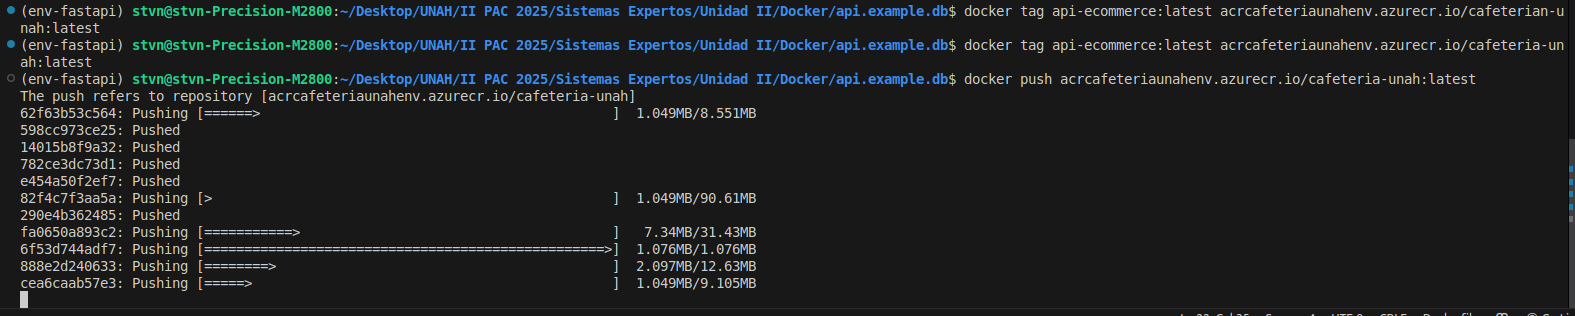 (env-fastapi) stvn@stvn-Precision-M2800:~/Desktop/UNAH/II PAC 2025/Sistemas Expertos/Unidad II/Docker/api.example.db$ docker tag api-ecommerce:latest acrcafeteriaunahenv.azurecr.io/cafeterian-u
nah:latest
(env-fastapi) stvn@stvn-Precision-M2800:~/Desktop/UNAH/II PAC 2025/Sistemas Expertos/Unidad II/Docker/api.example.db$ docker tag api-ecommerce:latest acrcafeteriaunahenv.azurecr.io/cafeteria-un
ah:latest
(env-fastapi) stvn@stvn-Precision-M2800:~/Desktop/UNAH/II PAC 2025/Sistemas Expertos/Unidad II/Docker/api.example.db$ docker push acrcafeteriaunahenv.azurecr.io/cafeteria-unah:latest
The push refers to repository [acrcafeteriaunahenv.azurecr.io/cafeteria-unah]
62f63b53c564: Pushing [======>                                            ]  1.049MB/8.551MB
598cc973ce25: Pushed
14015b8f9a32: Pushed
782ce3dc73d1: Pushed
e454a50f2ef7: Pushed
82f4c7f3aa5a: Pushing [>                                                  ]  1.049MB/90.61MB
290e4b362485: Pushed
fa0650a893c2: Pushing [===========>                                       ]   7.34MB/31.43MB
6f53d744adf7: Pushing [==================================================>]  1.076MB/1.076MB
888e2d240633: Pushing [========>                                          ]  2.097MB/12.63MB
cea6caab57e3: Pushing [=====>                                             ]  1.049MB/9.105MB